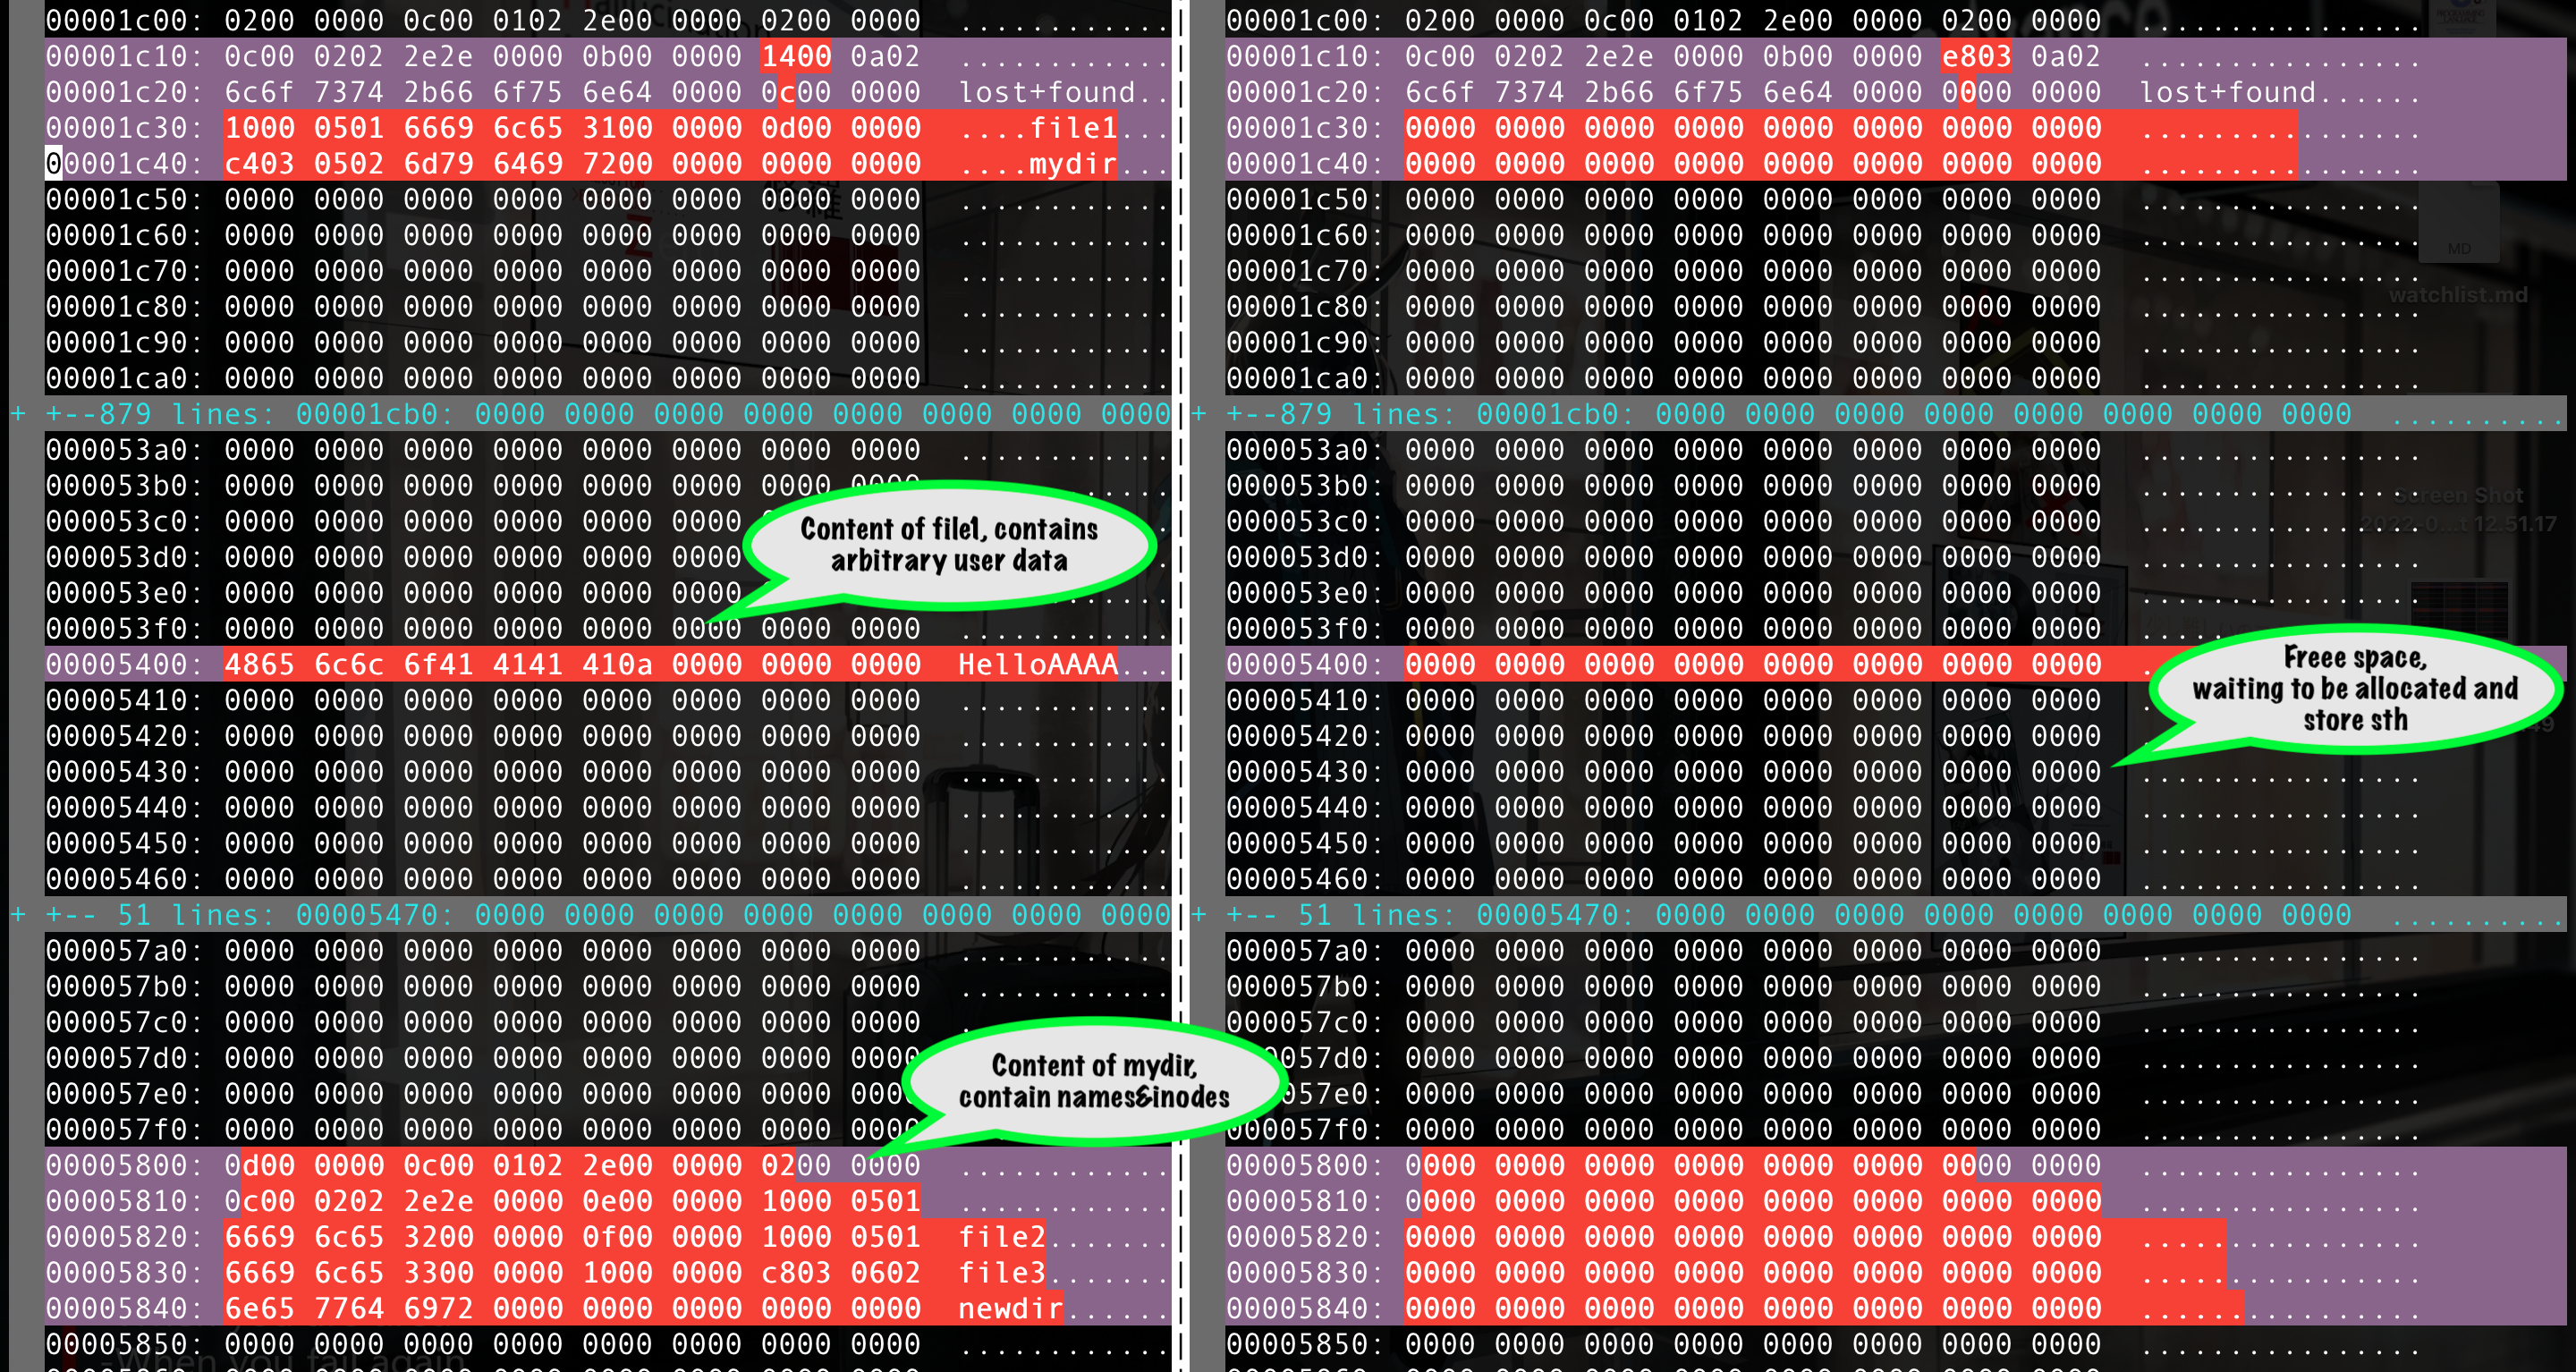 00001c00: 0200 0000 0c00 0102 2e00 0000 0200 0000  ............
00001c10: 0c00 0202 2e2e 0000 0b00 0000 1400 0a02  ............
00001c20: 6c6f 7374 2b66 6f75 6e64 0000 0c00 0000  lost+found..
00001c30: 1000 0501 6669 6c65 3100 0000 0d00 0000  ....file1...
00001c40: c403 0502 6d79 6469 7200 0000 0000 0000  ....mydir...
00001c50: 0000 0000 0000 0000 0000 0000 0000 0000  ............
00001c60: 0000 0000 0000 0000 0000 0000 0000 0000  ............
00001c70: 0000 0000 0000 0000 0000 0000 0000 0000  ............
00001c80: 0000 0000 0000 0000 0000 0000 0000 0000  ............
00001c90: 0000 0000 0000 0000 0000 0000 0000 0000  ............
00001ca0: 0000 0000 0000 0000 0000 0000 0000 0000  ............
+ +--879 lines: 00001cb0: 0000 0000 0000 0000 0000 0000 0000 0000
000053a0: 0000 0000 0000 0000 0000 0000 0000 0000  ............
000053b0: 0000 0000 0000 0000 0000 0000 0000 0000
000053c0: 0000 0000 0000 0000 0000 0000
000053d0: 0000 0000 0000 0000 0000 0000
000053e0: 0000 0000 0000 0000 0000 0000
000053f0: 0000 0000 0000 0000 0000 0000 0000 0000  ............
Content of file1, contains
arbitrary user data
00005400: 4865 6c6c 6f41 4141 410a 0000 0000 0000  HelloAAAA...
00005410: 0000 0000 0000 0000 0000 0000 0000 0000  ............
00005420: 0000 0000 0000 0000 0000 0000 0000 0000  ............
00005430: 0000 0000 0000 0000 0000 0000 0000 0000  ............
00005440: 0000 0000 0000 0000 0000 0000 0000 0000  ............
00005450: 0000 0000 0000 0000 0000 0000 0000 0000  ............
00005460: 0000 0000 0000 0000 0000 0000 0000 0000  ............
+ +-- 51 lines: 00005470: 0000 0000 0000 0000 0000 0000 0000 0000
000057a0: 0000 0000 0000 0000 0000 0000 0000 0000  ............
000057b0: 0000 0000 0000 0000 0000 0000 0000 0000  ............
000057c0: 0000 0000 0000 0000 0000 0000 0000 0000
000057d0: 0000 0000 0000 0000 0000 0000 0000 0000
000057e0: 0000 0000 0000 0000 0000 0000 0000 0000
000057f0: 0000 0000 0000 0000 0000 0000 0000 0000
Content of mydir,
contain names&inodes
00005800: 0d00 0000 0c00 0102 2e00 0000 0200 0000  ............
00005810: 0c00 0202 2e2e 0000 0e00 0000 1000 0501  ............
00005820: 6669 6c65 3200 0000 0f00 0000 1000 0501  file2.......
00005830: 6669 6c65 3300 0000 1000 0000 c803 0602  file3.......
00005840: 6e65 7764 6972 0000 0000 0000 0000 0000  newdir......
00005850: 0000 0000 0000 0000 0000 0000 0000 0000  ............
00001c00: 0200 0000 0c00 0102 2e00 0000 0200 0000  ................
00001c10: 0c00 0202 2e2e 0000 0b00 0000 e803 0a02  ................
00001c20: 6c6f 7374 2b66 6f75 6e64 0000 0000 0000  lost+found......
00001c30: 0000 0000 0000 0000 0000 0000 0000 0000  ................
00001c40: 0000 0000 0000 0000 0000 0000 0000 0000  ................
00001c50: 0000 0000 0000 0000 0000 0000 0000 0000  ................
00001c60: 0000 0000 0000 0000 0000 0000 0000 0000  ................
00001c70: 0000 0000 0000 0000 0000 0000 0000 0000  ................
00001c80: 0000 0000 0000 0000 0000 0000 0000 0000  ................
00001c90: 0000 0000 0000 0000 0000 0000 0000 0000  ................
00001ca0: 0000 0000 0000 0000 0000 0000 0000 0000  ................
MD
watchlist.md
+ +--879 lines: 00001cb0: 0000 0000 0000 0000 0000 0000 0000 0000  ..........
000053a0: 0000 0000 0000 0000 0000 0000 0000 0000  ................
000053b0: 0000 0000 0000 0000 0000 0000 0000 0000  ................
000053c0: 0000 0000 0000 0000 0000 0000 0000 0000  ................
000053d0: 0000 0000 0000 0000 0000 0000 0000 0000  ................
000053e0: 0000 0000 0000 0000 0000 0000 0000 0000  ................
000053f0: 0000 0000 0000 0000 0000 0000 0000 0000  .....
Screen Shot
2022-0...t 12.51.17
00005400: 0000 0000 0000 0000 0000 0000 0000 0000  .
Freee space,
waiting to be allocated and
store sth
00005410: 0000 0000 0000 0000 0000 0000 0000 0000  .
00005420: 0000 0000 0000 0000 0000 0000 0000 0000  .
00005430: 0000 0000 0000 0000 0000 0000 0000 0000  ................
00005440: 0000 0000 0000 0000 0000 0000 0000 0000  ................
00005450: 0000 0000 0000 0000 0000 0000 0000 0000  ................
00005460: 0000 0000 0000 0000 0000 0000 0000 0000  ................
+ +-- 51 lines: 00005470: 0000 0000 0000 0000 0000 0000 0000 0000  ..........
000057a0: 0000 0000 0000 0000 0000 0000 0000 0000  ................
000057b0: 0000 0000 0000 0000 0000 0000 0000 0000  ................
000057c0: 0000 0000 0000 0000 0000 0000 0000 0000  ................
057d0: 0000 0000 0000 0000 0000 0000 0000 0000  ................
57e0: 0000 0000 0000 0000 0000 0000 0000 0000  ................
057f0: 0000 0000 0000 0000 0000 0000 0000 0000  ................
00005800: 0000 0000 0000 0000 0000 0000 0000 0000  ................
00005810: 0000 0000 0000 0000 0000 0000 0000 0000  ................
00005820: 0000 0000 0000 0000 0000 0000 0000 0000  ................
00005830: 0000 0000 0000 0000 0000 0000 0000 0000  ................
00005840: 0000 0000 0000 0000 0000 0000 0000 0000  ................
00005850: 0000 0000 0000 0000 0000 0000 0000 0000  ................
-When you fall again